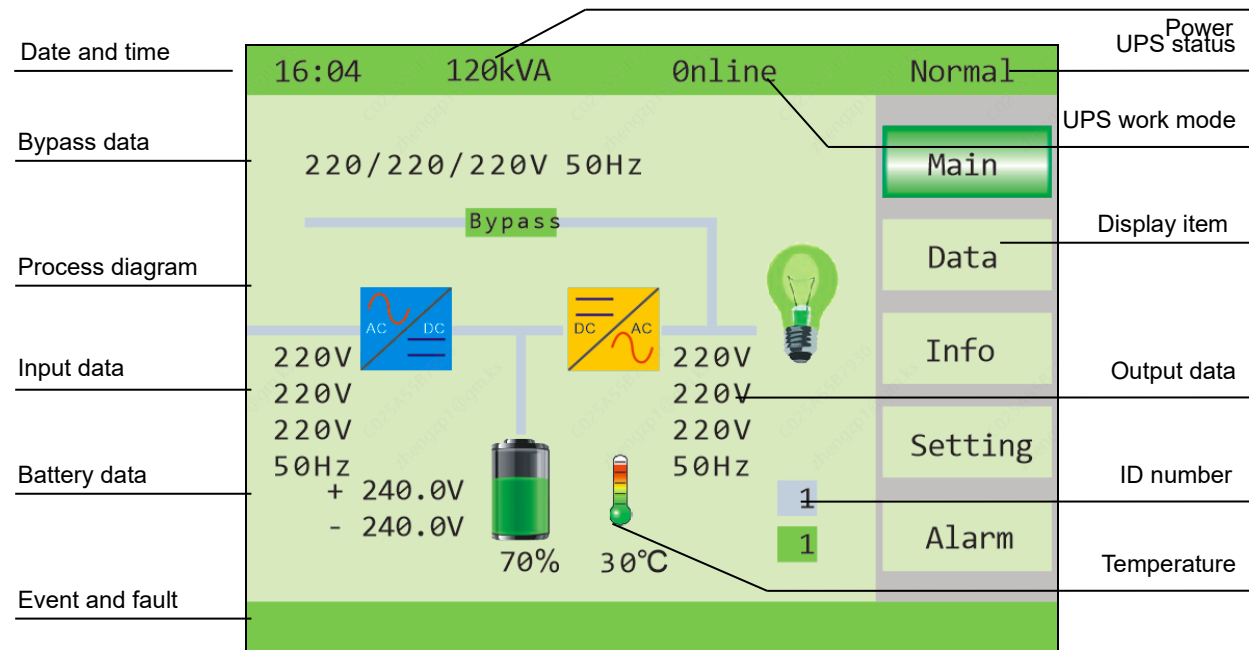 Power
Date and time
UPS status
16:04
120kVA
0nline
Normal
UPS work mode
Bypass data
220/220/220V 50Hz
Main
Bypass
Display item
Data
Process diagram
AC
DC
DC
AC
Input data
220V
220V
220V
50Hz
220V
220V
220V
50Hz
Info
Output data
Setting
Battery data
+ 240.0V
- 240.0V
ID number
1
1
70%
30℃
Alarm
Temperature
Event and fault